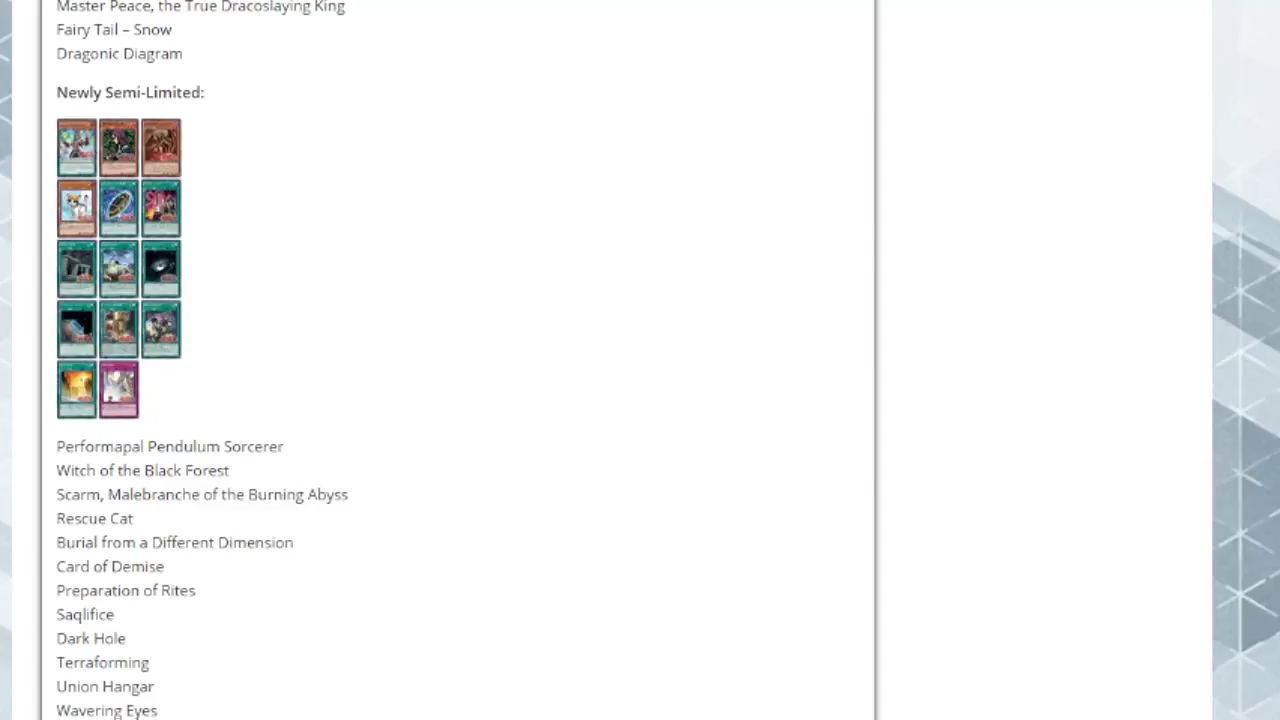 Master Peace, the True Dracoslaying King
Fairy Tail – Snow
Dragonic Diagram
Newly Semi-Limited:
Performapal Pendulum Sorcerer
Witch of the Black Forest
Scarm, Malebranche of the Burning Abyss
Rescue Cat
Burial from a Different Dimension
Card of Demise
Preparation of Rites
Saqlifice
Dark Hole
Terraforming
Union Hangar
Wavering Eyes